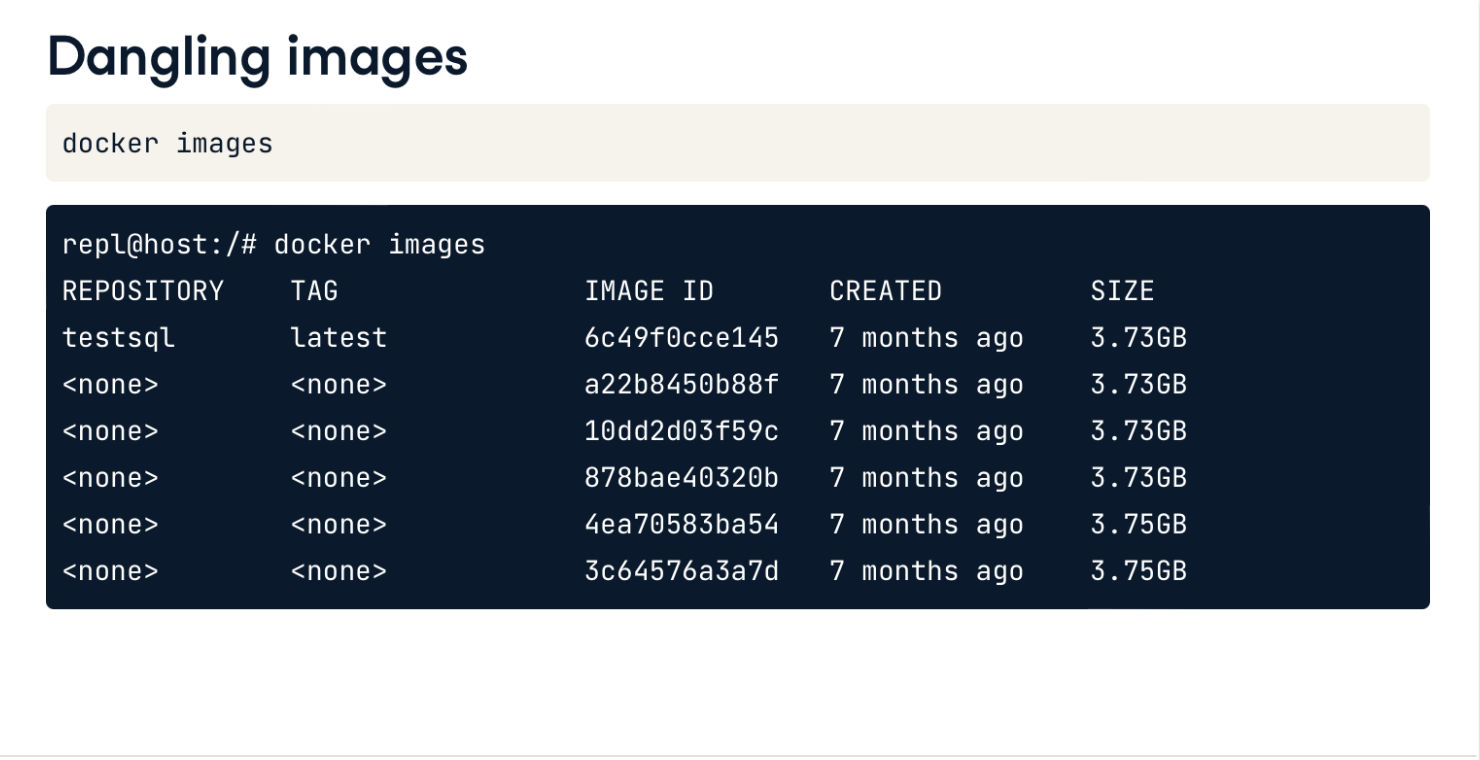 Dangling images
docker images
repl@host:/# docker images
REPOSITORY TAG IMAGE ID CREATED SIZE
testsql latest 6c49f0cce145 7 months ago 3.73GB
<none> <none> a22b8450b88f 7 months ago 3.73GB
<none> <none> 10dd2d03f59c 7 months ago 3.73GB
<none> <none> 878bae40320b 7 months ago 3.73GB
<none> <none> 4ea70583ba54 7 months ago 3.75GB
<none> <none> 3c64576a3a7d 7 months ago 3.75GB